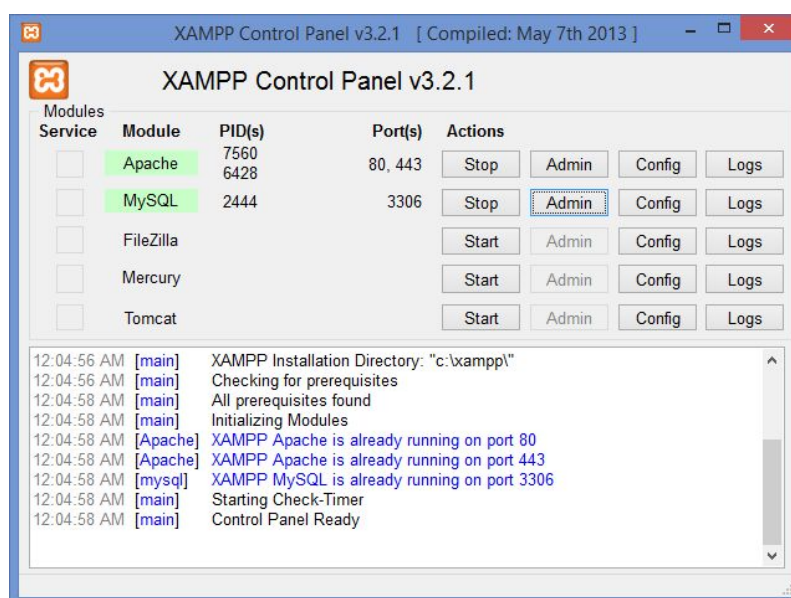 XAMPP Control Panel v3.2.1 [ Compiled: May 7th 2013 ]
XAMPP Control Panel v3.2.1
Modules
Service Module PID(s) Port(s) Actions
Apache 7560 6428 80, 443 Stop Admin Config Logs
MySQL 2444 3306 Stop Admin Config Logs
FileZilla Start Admin Config Logs
Mercury Start Admin Config Logs
Tomcat Start Admin Config Logs
12:04:56 AM [main] XAMPP Installation Directory: "c:\xampp\"
12:04:56 AM [main] Checking for prerequisites
12:04:58 AM [main] All prerequisites found
12:04:58 AM [main] Initializing Modules
12:04:58 AM [Apache] XAMPP Apache is already running on port 80
12:04:58 AM [Apache] XAMPP Apache is already running on port 443
12:04:58 AM [mysql] XAMPP MySQL is already running on port 3306
12:04:58 AM [main] Starting Check-Timer
12:04:58 AM [main] Control Panel Ready